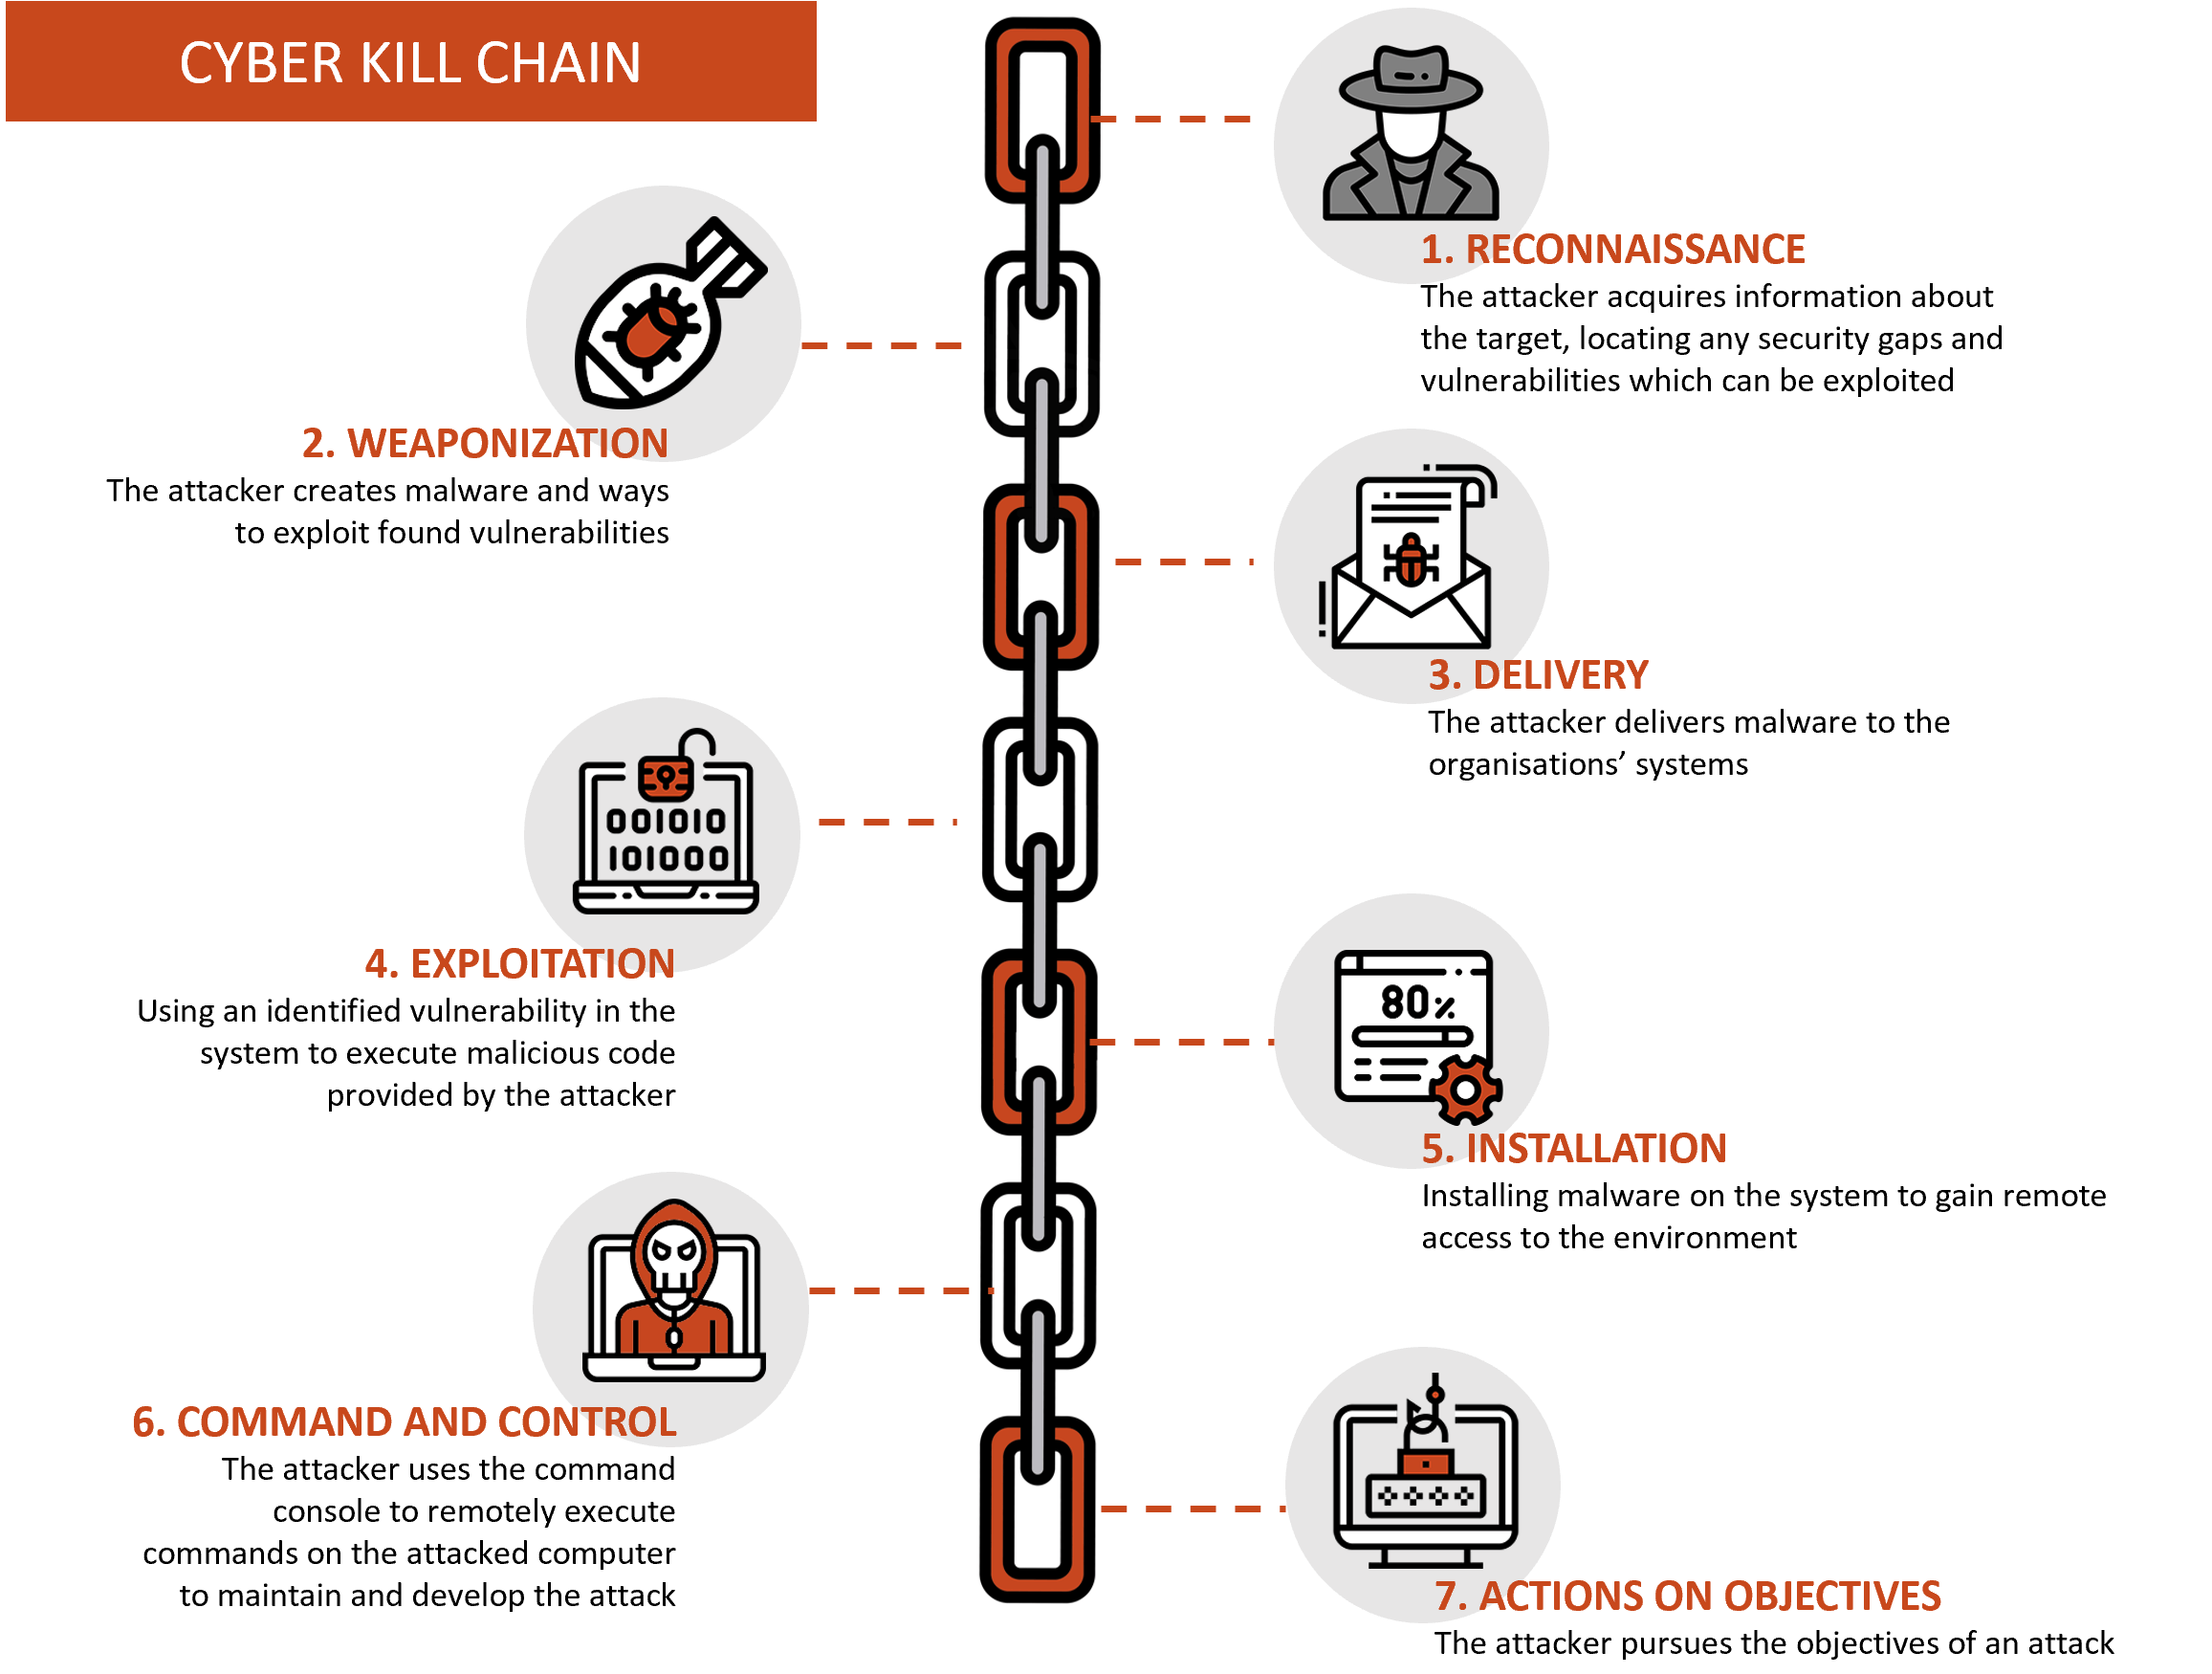 CYBER KILL CHAIN
1. RECONNAISSANCE
The attacker acquires information about
the target, locating any security gaps and
vulnerabilities which can be exploited
2. WEAPONIZATION
The attacker creates malware and ways
to exploit found vulnerabilities
3. DELIVERY
The attacker delivers malware to the
organisations’ systems
001010
101000
4. EXPLOITATION
Using an identified vulnerability in the
system to execute malicious code
provided by the attacker
80%
5. INSTALLATION
Installing malware on the system to gain remote
access to the environment
6. COMMAND AND CONTROL
The attacker uses the command
console to remotely execute
commands on the attacked computer
to maintain and develop the attack
7. ACTIONS ON OBJECTIVES
The attacker pursues the objectives of an attack